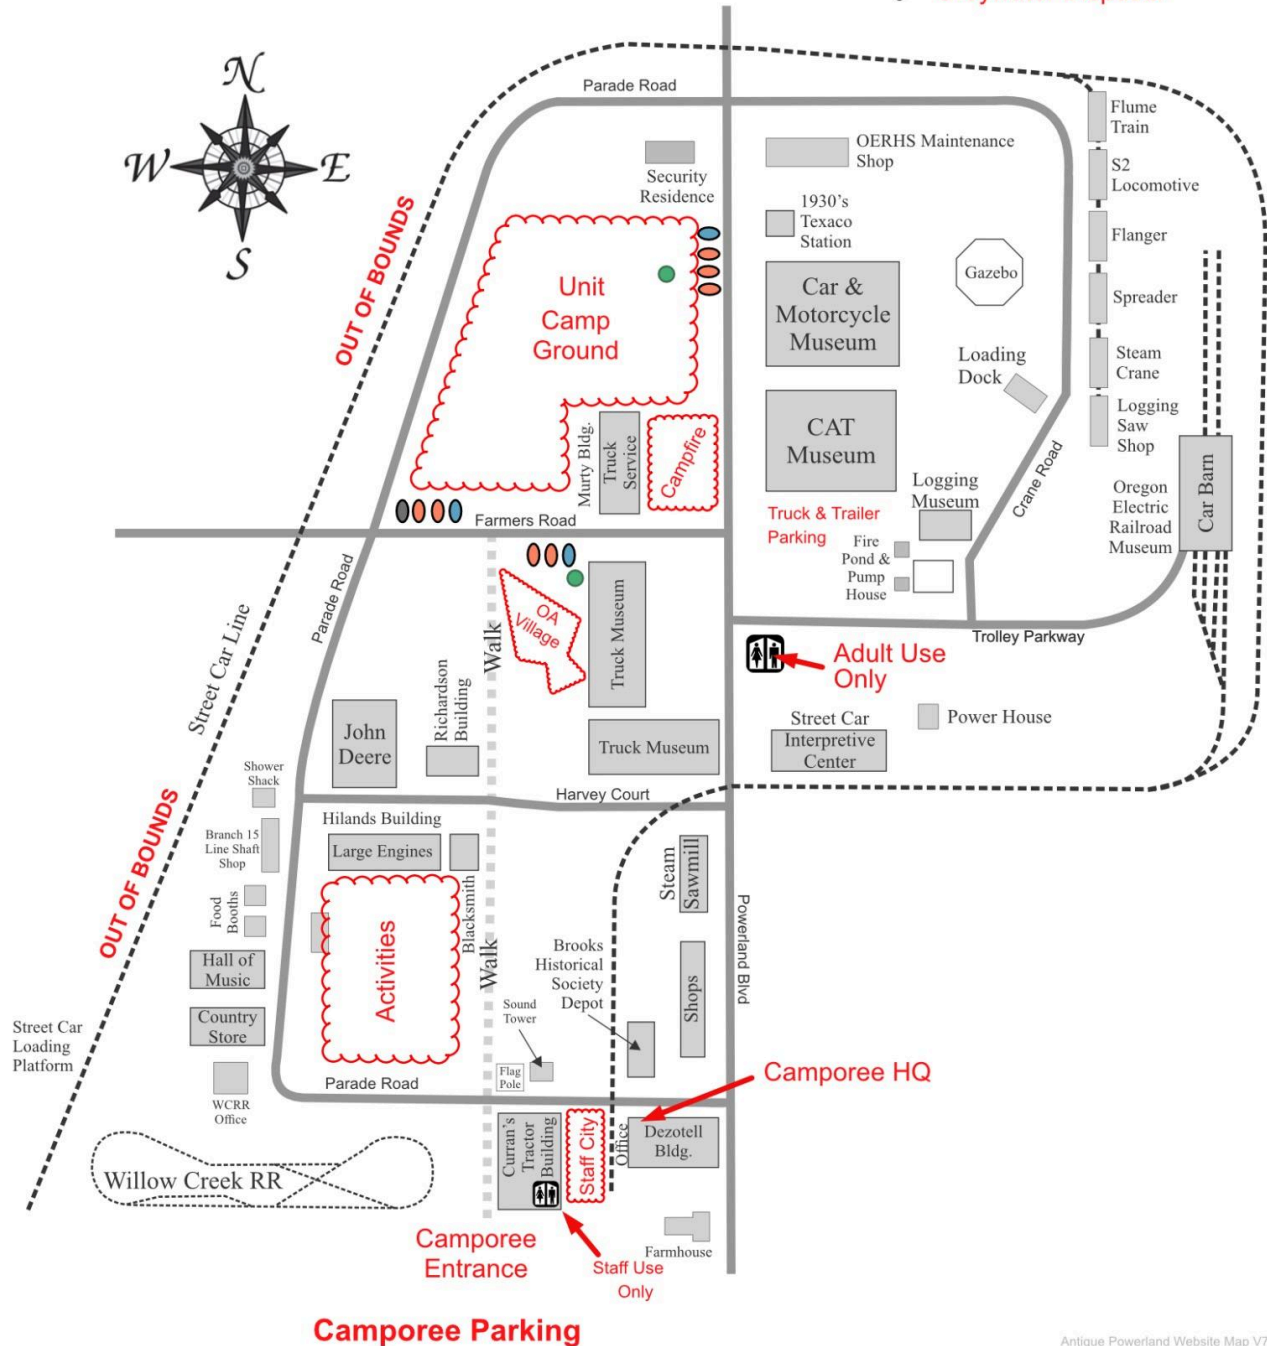 N
W
E
S
Parade Road
Security
Residence
OERHS Maintenance
Shop
1930's
Texaco
Station
Flume
Train
S2
Locomotive
Flanger
Spreader
Steam
Crane
Logging
Saw
Shop
Gazebo
Car &
Motorcycle
Museum
Loading
Dock
OUT OF BOUNDS
Unit
Camp
Ground
Murty Bldg.
Truck
Service
Campfire
CAT
Museum
Logging
Museum
Crane Road
Oregon
Electric
Railroad
Museum
Car Barn
Truck & Trailer
Parking
Fire
Pond &
Pump
House
Farmers Road
Parade Road
Street Car Line
Walk
OA
Village
Truck Museum
Trolley Parkway
Adult Use
Only
John
Deere
Richardson
Building
Truck Museum
Street Car
Interpretive
Center
Power House
Shower
Shack
Harvey Court
OUT OF BOUNDS
Branch 15
Line Shaft
Shop
Hilands Building
Large Engines
Blacksmith
Steam
Sawmill
Powerland Blvd
Food
Booths
Activities
Walk
Hall of
Music
Brooks
Historical
Society
Depot
Shops
Country
Store
Sound
Tower
Street Car
Loading
Platform
Flag
Pole
Parade Road
WCRR
Office
Camporee HQ
Curran's
Tractor
Building
Staff City
Office
Dezotell
Bldg.
Willow Creek RR
Camporee
Entrance
Staff Use
Only
Farmhouse
Camporee Parking
Antique Powerland Website Map V7